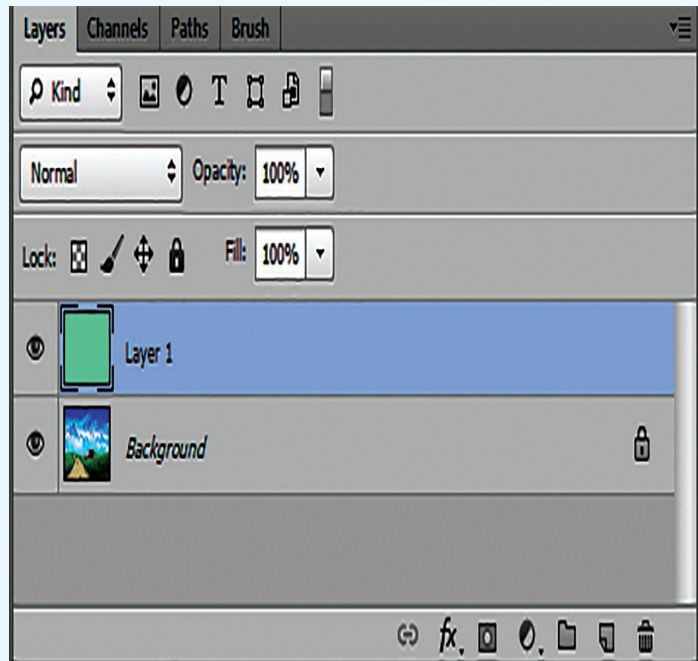 Layers Channels Paths Brush
Kind T
Normal Opacity: 100%
Lock: Fill: 100%
Layer 1
Background
fx